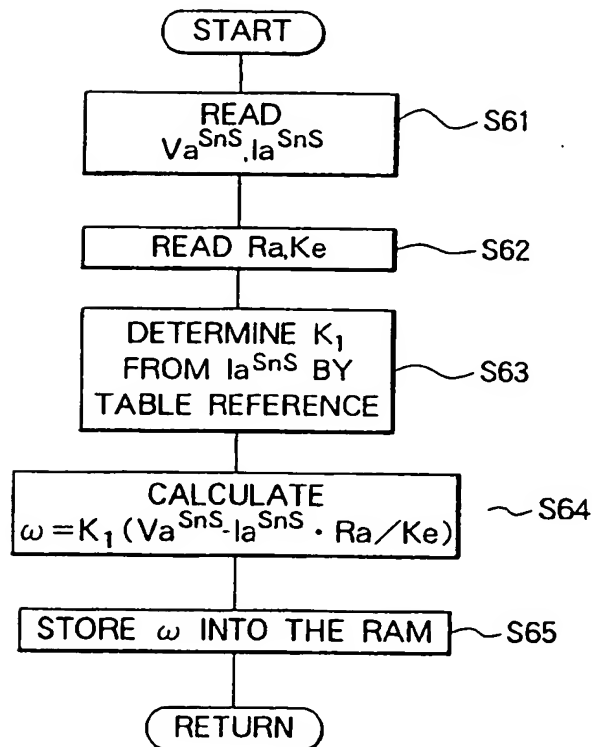 START
READ
Va^SnS, Ia^SnS
S61
READ Ra,Ke
S62
DETERMINE K₁
FROM Ia^SnS BY
TABLE REFERENCE
S63
CALCULATE
ω=K₁(Va^SnS-Ia^SnS・Ra/Ke)
S64
STORE ω INTO THE RAM
S65
RETURN